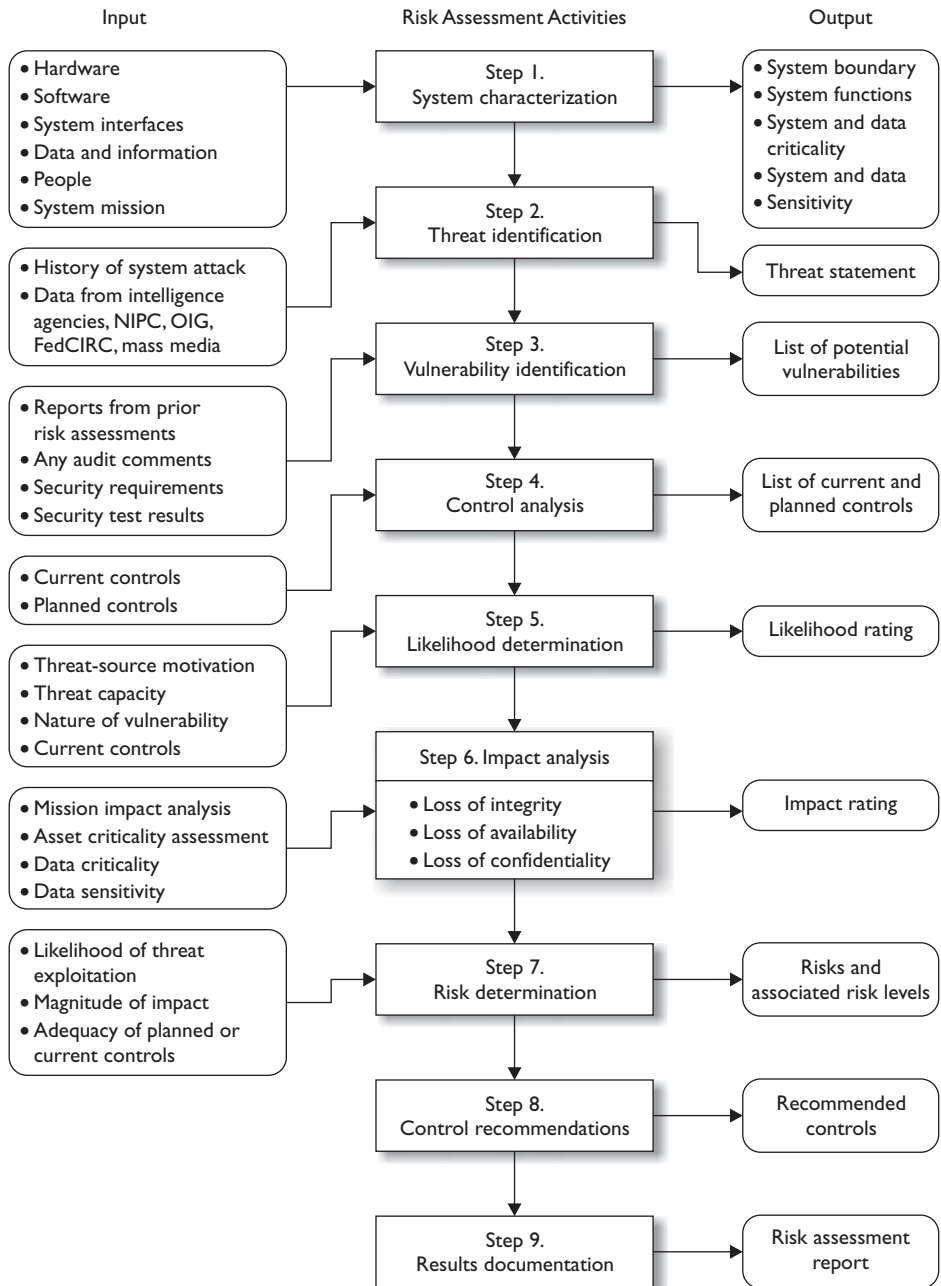 Input
Risk Assessment Activities
Output
• Hardware
• Software
• System interfaces
• Data and information
• People
• System mission
Step 1.
System characterization
• System boundary
• System functions
• System and data
criticality
• System and data
• Sensitivity
• History of system attack
• Data from intelligence
agencies, NIPC, OIG,
FedCIRC, mass media
Step 2.
Threat identification
Threat statement
• Reports from prior
risk assessments
• Any audit comments
• Security requirements
• Security test results
Step 3.
Vulnerability identification
List of potential
vulnerabilities
• Current controls
• Planned controls
Step 4.
Control analysis
List of current and
planned controls
• Threat-source motivation
• Threat capacity
• Nature of vulnerability
• Current controls
Step 5.
Likelihood determination
Likelihood rating
• Mission impact analysis
• Asset criticality assessment
• Data criticality
• Data sensitivity
Step 6. Impact analysis
• Loss of integrity
• Loss of availability
• Loss of confidentiality
Impact rating
• Likelihood of threat
exploitation
• Magnitude of impact
• Adequacy of planned or
current controls
Step 7.
Risk determination
Risks and
associated risk levels
Step 8.
Control recommendations
Recommended
controls
Step 9.
Results documentation
Risk assessment
report